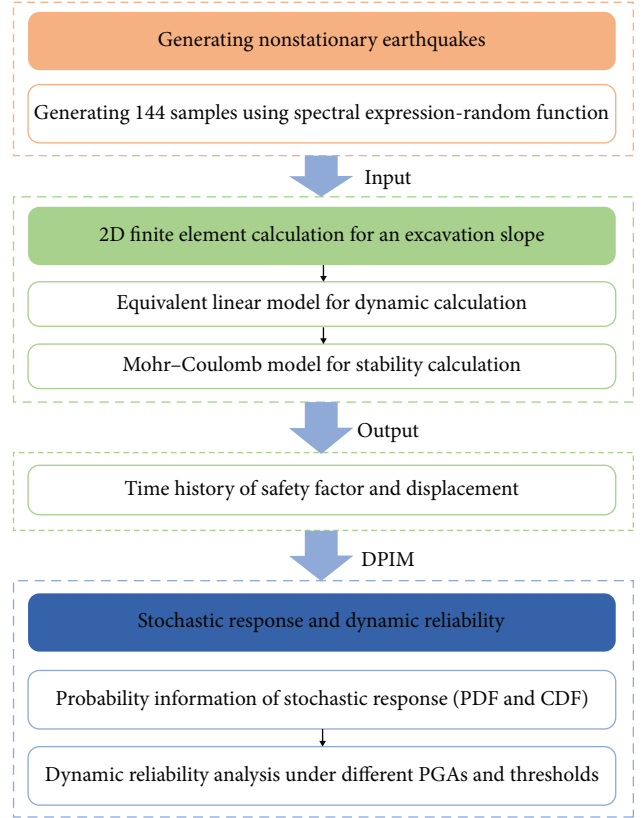 Generating nonstationary earthquakes
Generating 144 samples using spectral expression-random function
Input
2D finite element calculation for an excavation slope
Equivalent linear model for dynamic calculation
Mohr–Coulomb model for stability calculation
Output
Time history of safety factor and displacement
DPIM
Stochastic response and dynamic reliability
Probability information of stochastic response (PDF and CDF)
Dynamic reliability analysis under different PGAs and thresholds